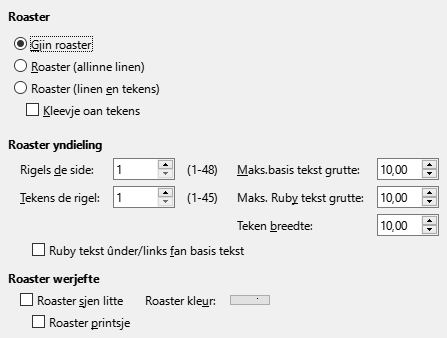 Roaster
Gjin roaster
Roaster (allinne linen)
Roaster (linen en tekens)
Kleevje oan tekens
Roaster yndieling
Rigels de side: 1 (1-48) Maks.basis tekst grutte: 10,00
Tekens de rigel: 1 (1-45) Maks. Ruby tekst grutte: 10,00
Teken breedte: 10,00
Ruby tekst ûnder/links fan basis tekst
Roaster werjefte
Roaster sjen litte Roaster kleur:
Roaster printsje